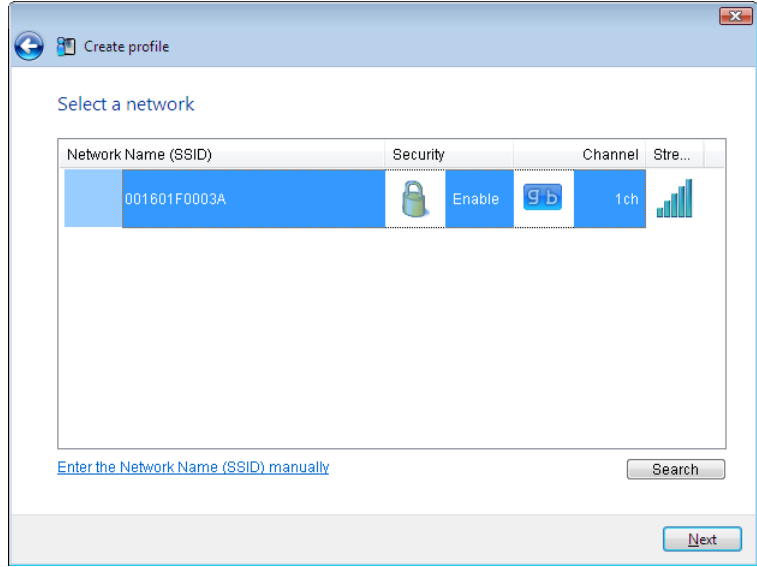 Create profile
Select a network
Network Name (SSID) Security Channel Stre...
001601F0003A Enable g b 1ch
Enter the Network Name (SSID) manually Search
Next